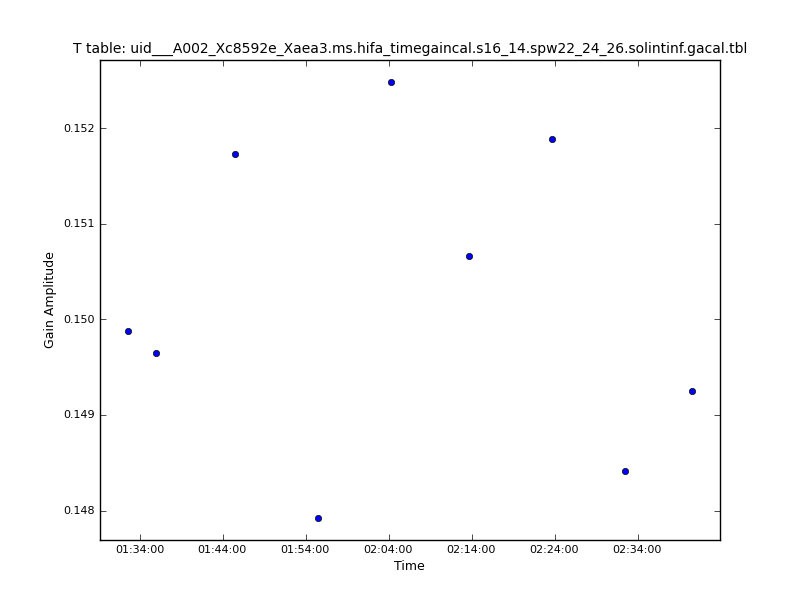 T table: uid___A002_Xc8592e_Xaea3.ms.hifa_timegaincal.s16_14.spw22_24_26.solintinf.gacal.tbl
0.152
0.151
0.150
0.149
0.148
Gain Amplitude
01:34:00 01:44:00 01:54:00 02:04:00 02:14:00 02:24:00 02:34:00
Time